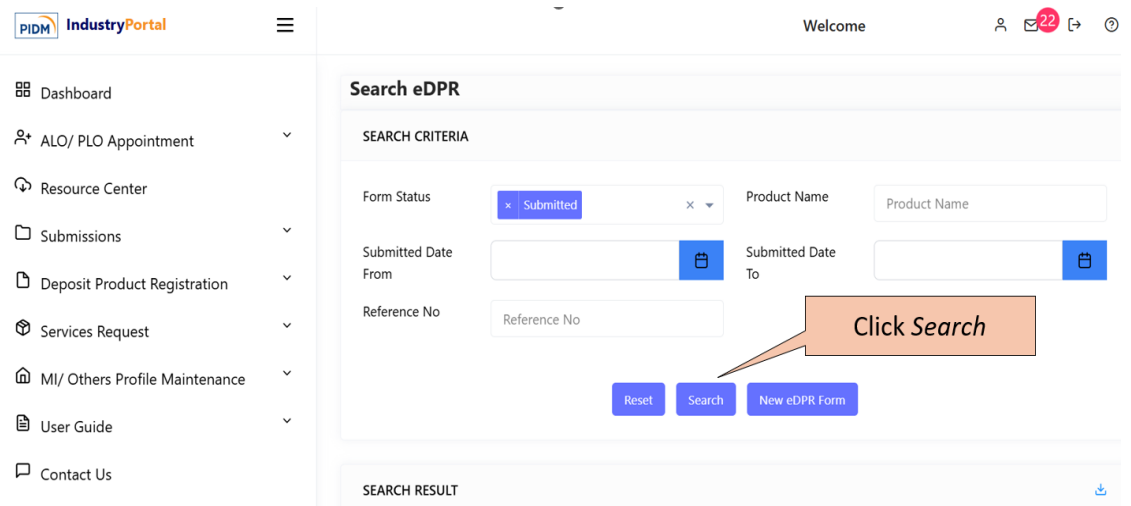 PIDM IndustryPortal
Welcome
22
Dashboard
ALO/ PLO Appointment
Resource Center
Submissions
Deposit Product Registration
Services Request
MI/ Others Profile Maintenance
User Guide
Contact Us
Search eDPR
SEARCH CRITERIA
Form Status
× Submitted
Product Name
Product Name
Submitted Date
From
Submitted Date
To
Reference No
Reference No
Click Search
Reset
Search
New eDPR Form
SEARCH RESULT